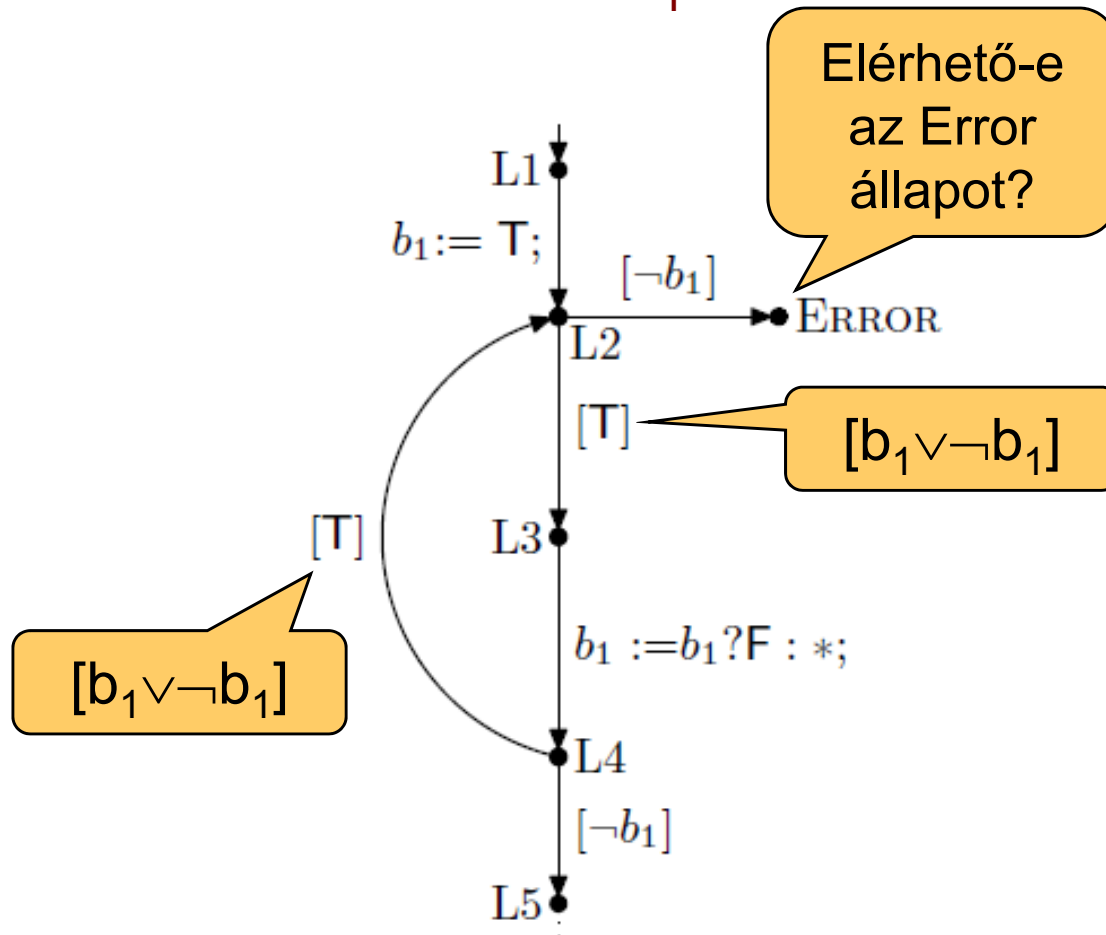 Elérhető-e
az Error
állapot?
L1
b₁:= T;
[¬b₁]
ERROR
L2
[T]
[b₁∨¬b₁]
[T]
L3
[b₁∨¬b₁]
b₁ :=b₁?F : *;
L4
[¬b₁]
L5